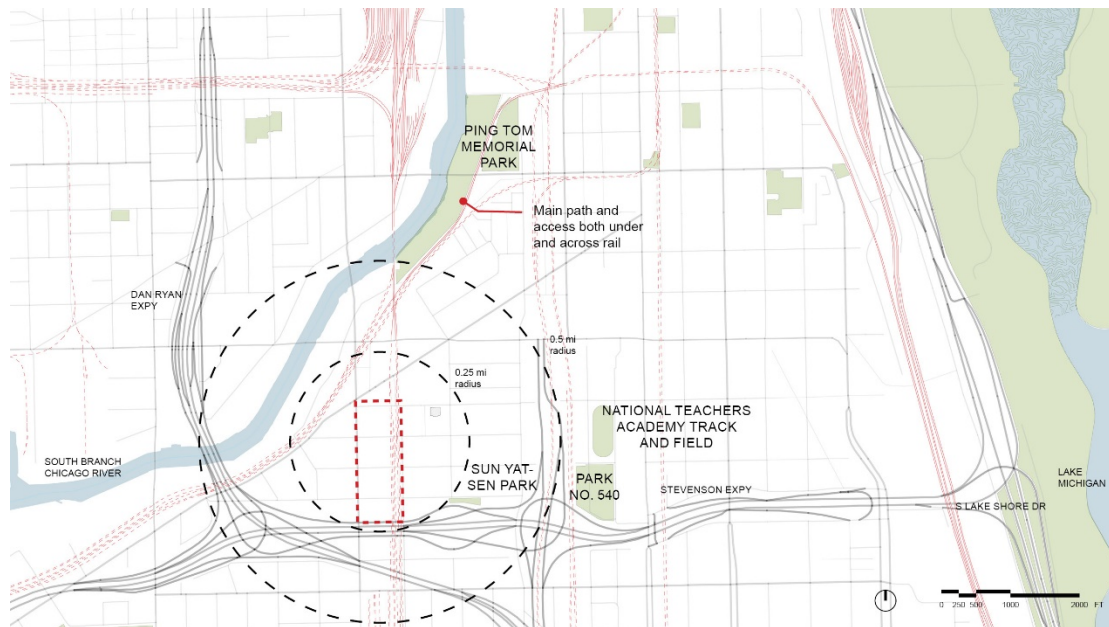 PING TOM
MEMORIAL
PARK
Main path and
access both under
and across rail
DAN RYAN
EXPY
0.5 mi
radius
0.25 mi
radius
NATIONAL TEACHERS
ACADEMY TRACK
AND FIELD
SOUTH BRANCH
CHICAGO RIVER
SUN YAT-
SEN PARK
PARK
NO. 540
STEVENSON EXPY
LAKE
MICHIGAN
S LAKE SHORE DR
0 250 500 1000 2000 FT